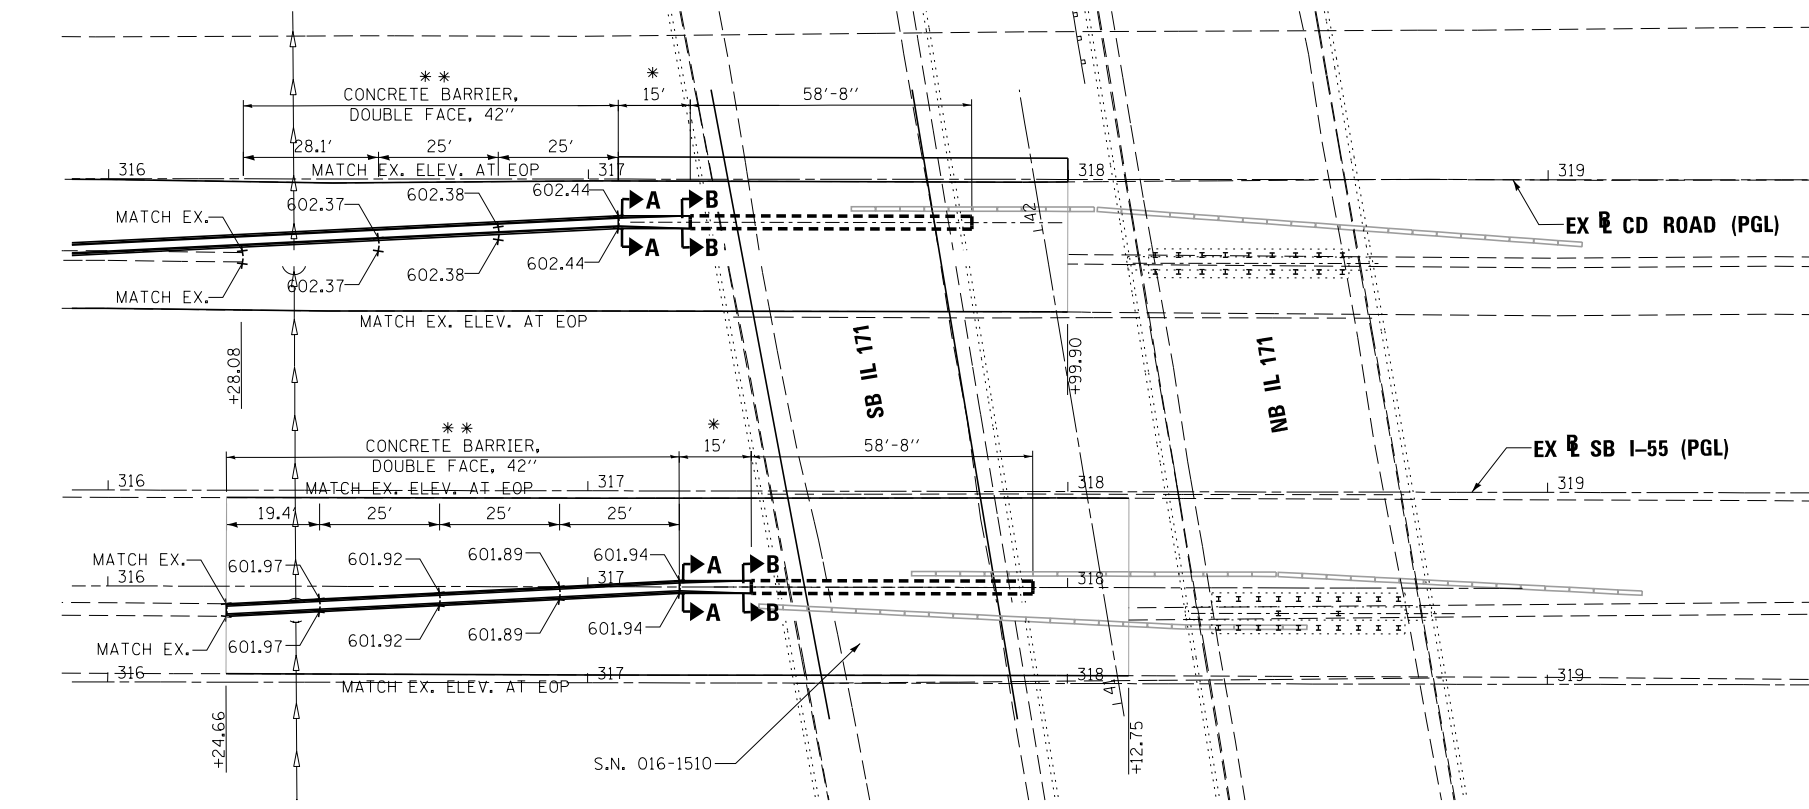 **
CONCRETE BARRIER,
DOUBLE FACE, 42''
*
15'
58'-8''
28.1'
25'
25'
316
MATCH EX. ELEV. AT EOP
317
318
319
602.37
602.38
602.44
A
B
MATCH EX.
42
EX ⅊ CD ROAD (PGL)
A
B
602.44
602.38
602.37
MATCH EX.
MATCH EX. ELEV. AT EOP
+28.08
SB IL 171
+99.90
NB IL 171
**
CONCRETE BARRIER,
DOUBLE FACE, 42''
*
15'
58'-8''
EX ⅊ SB I-55 (PGL)
316
MATCH EX. ELEV. AT EOP
317
318
319
19.4'
25'
25'
25'
MATCH EX.
601.97
601.92
601.89
601.94
A
B
316
317
318
A
B
MATCH EX.
601.97
601.92
601.89
601.94
316
MATCH EX. ELEV. AT EOP
317
318
41
319
+24.66
+12.75
S.N. 016-1510